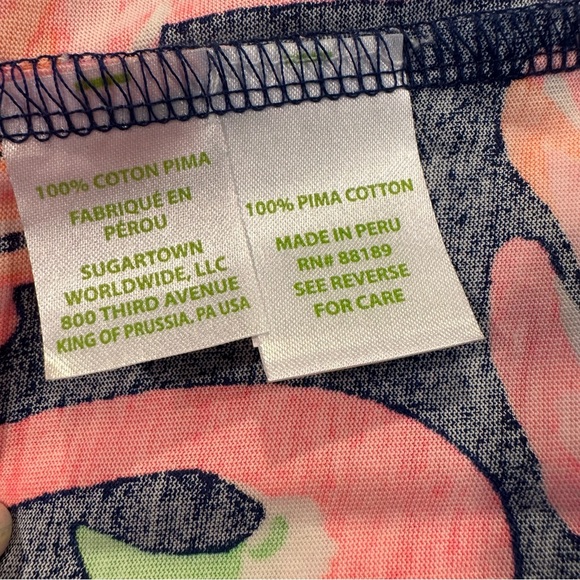 100% COTON PIMA
FABRIQUÉ EN
PÉROU
SUGARTOWN
WORLDWIDE, LLC
800 THIRD AVENUE
KING OF PRUSSIA, PA USA
100% PIMA COTTON
MADE IN PERU
RN# 88189
SEE REVERSE
FOR CARE